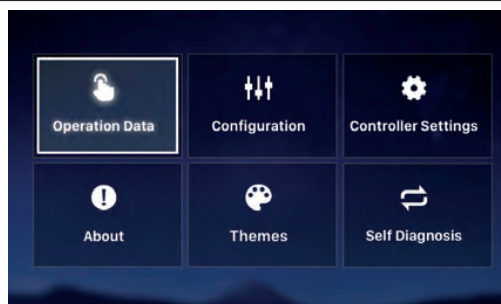 Operation Data
Configuration
Controller Settings
About
Themes
Self Diagnosis